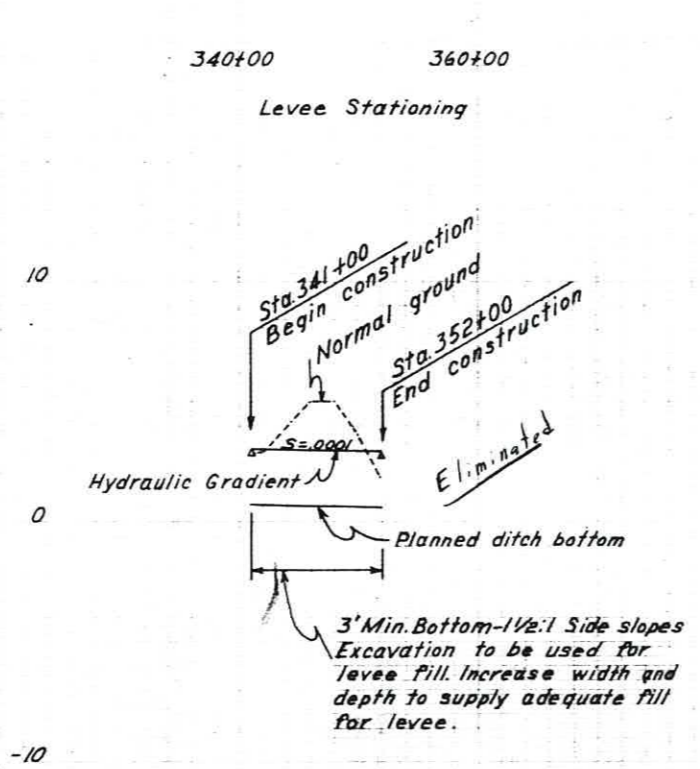 340+00 360+00
Levee Stationing
10
Sta. 341+00
Begin construction
Normal ground
Sta. 352+00
End construction
S=.0001
Hydraulic Gradient
Eliminated
0
Planned ditch bottom
3' Min. Bottom-1½:1 Side slopes
Excavation to be used for
levee fill. Increase width and
depth to supply adequate fill
for levee.
-10